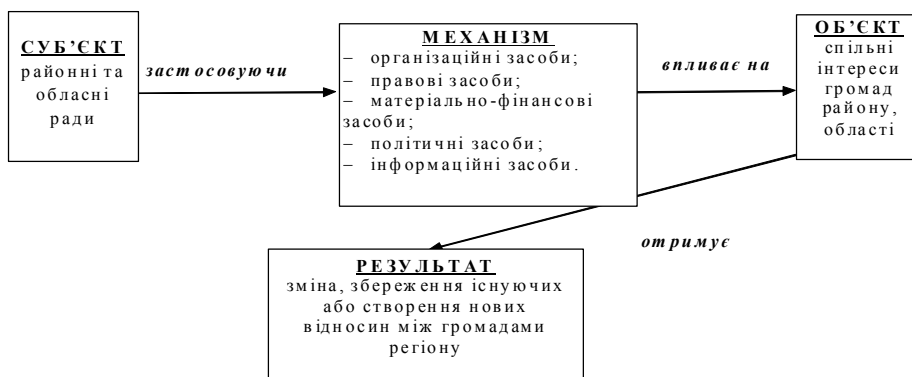 СУБ’ЄКТ
районні та
обласні
ради
застосовуючи
МЕХАНІЗМ
– організаційні засоби;
– правові засоби;
– матеріально-фінансові
засоби;
– політичні засоби;
– інформаційні засоби.
впливає на
ОБ’ЄКТ
спільні
інтереси
громад
району,
області
отримує
РЕЗУЛЬТАТ
зміна, збереження існуючих
або створення нових
відносин між громадами
регіону